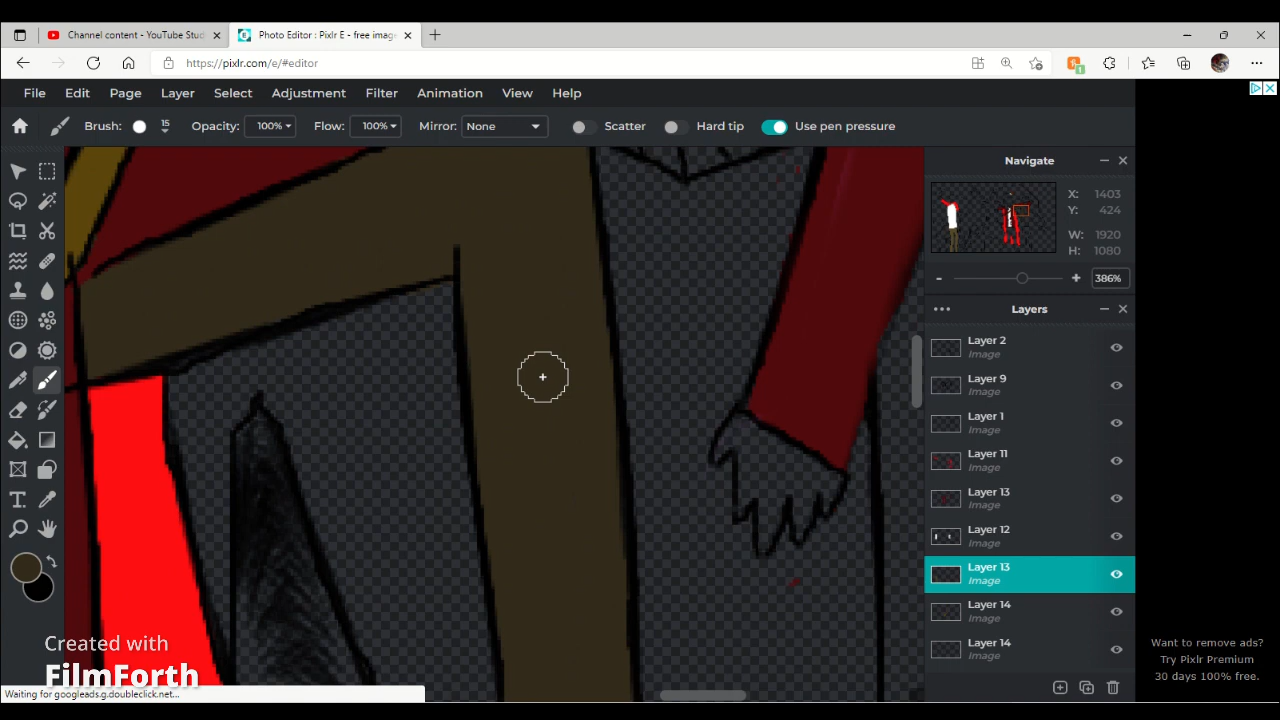 Channel content - YouTube Stud
Photo Editor : Pixlr E - free imag
https://pixlr.com/e/#editor
File Edit Page Layer Select Adjustment Filter Animation View Help
Brush: 15 Opacity: 100% Flow: 100% Mirror: None Scatter Hard tip Use pen pressure
Navigate
X: 1403
Y: 424
W: 1920
H: 1080
- + 386%
Layers
Layer 2
Image
Layer 9
Image
Layer 1
Image
Layer 11
Image
Layer 13
Image
Layer 12
Image
Layer 13
Image
Layer 14
Image
Layer 14
Image
Created with
FilmForth
Waiting for googleads.g.doubleclick.net...
Want to remove ads?
Try Pixlr Premium
30 days 100% free.